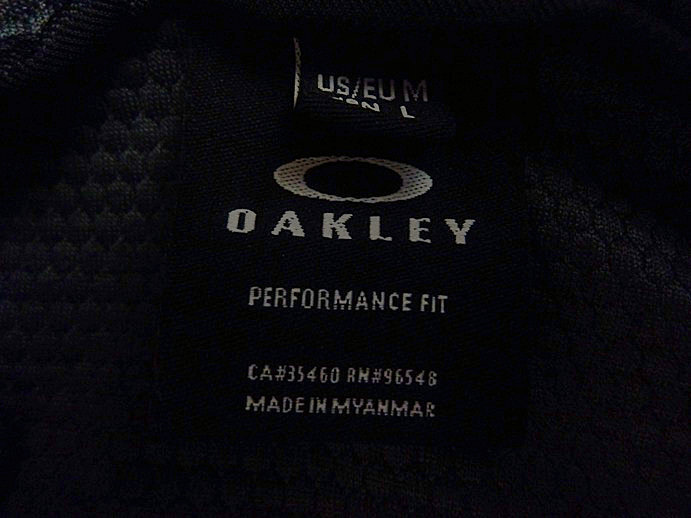 US/EU M
L
OAKLEY
PERFORMANCE FIT
CA#35460 RN#96548
MADE IN MYANMAR